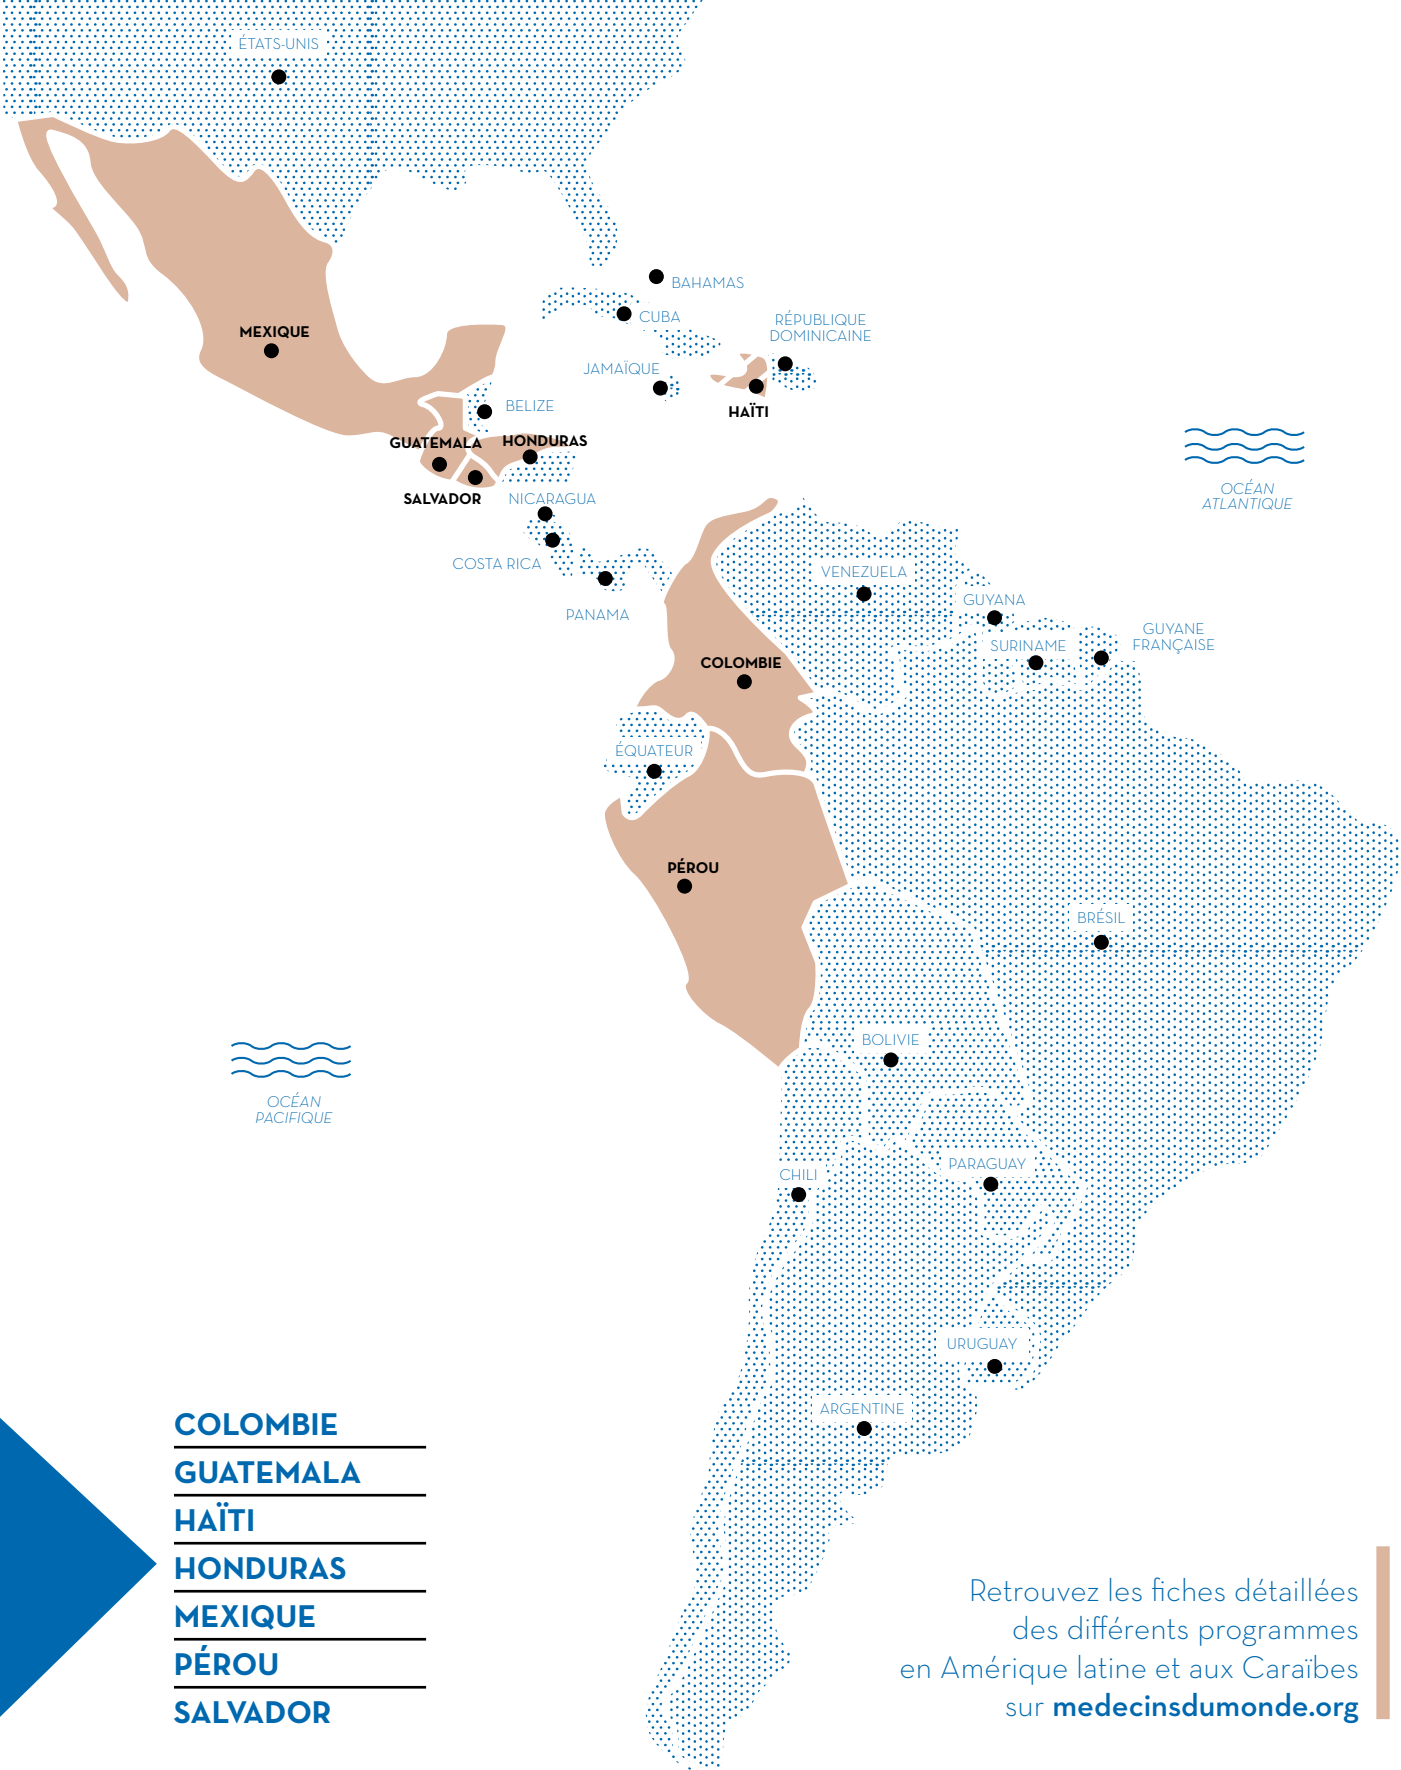 ÉTATS-UNIS
BAHAMAS
CUBA
RÉPUBLIQUE
DOMINICAINE
MEXIQUE
JAMAÏQUE
HAÏTI
BELIZE
GUATEMALA
HONDURAS
SALVADOR
NICARAGUA
OCÉAN
ATLANTIQUE
COSTA RICA
PANAMA
VENEZUELA
GUYANA
SURINAME
GUYANE
FRANÇAISE
COLOMBIE
ÉQUATEUR
PÉROU
BRÉSIL
BOLIVIE
OCÉAN
PACIFIQUE
PARAGUAY
CHILI
URUGUAY
ARGENTINE
COLOMBIE
GUATEMALA
HAÏTI
HONDURAS
MEXIQUE
PÉROU
SALVADOR
Retrouvez les fiches détaillées
des différents programmes
en Amérique latine et aux Caraïbes
sur medecinsdumonde.org